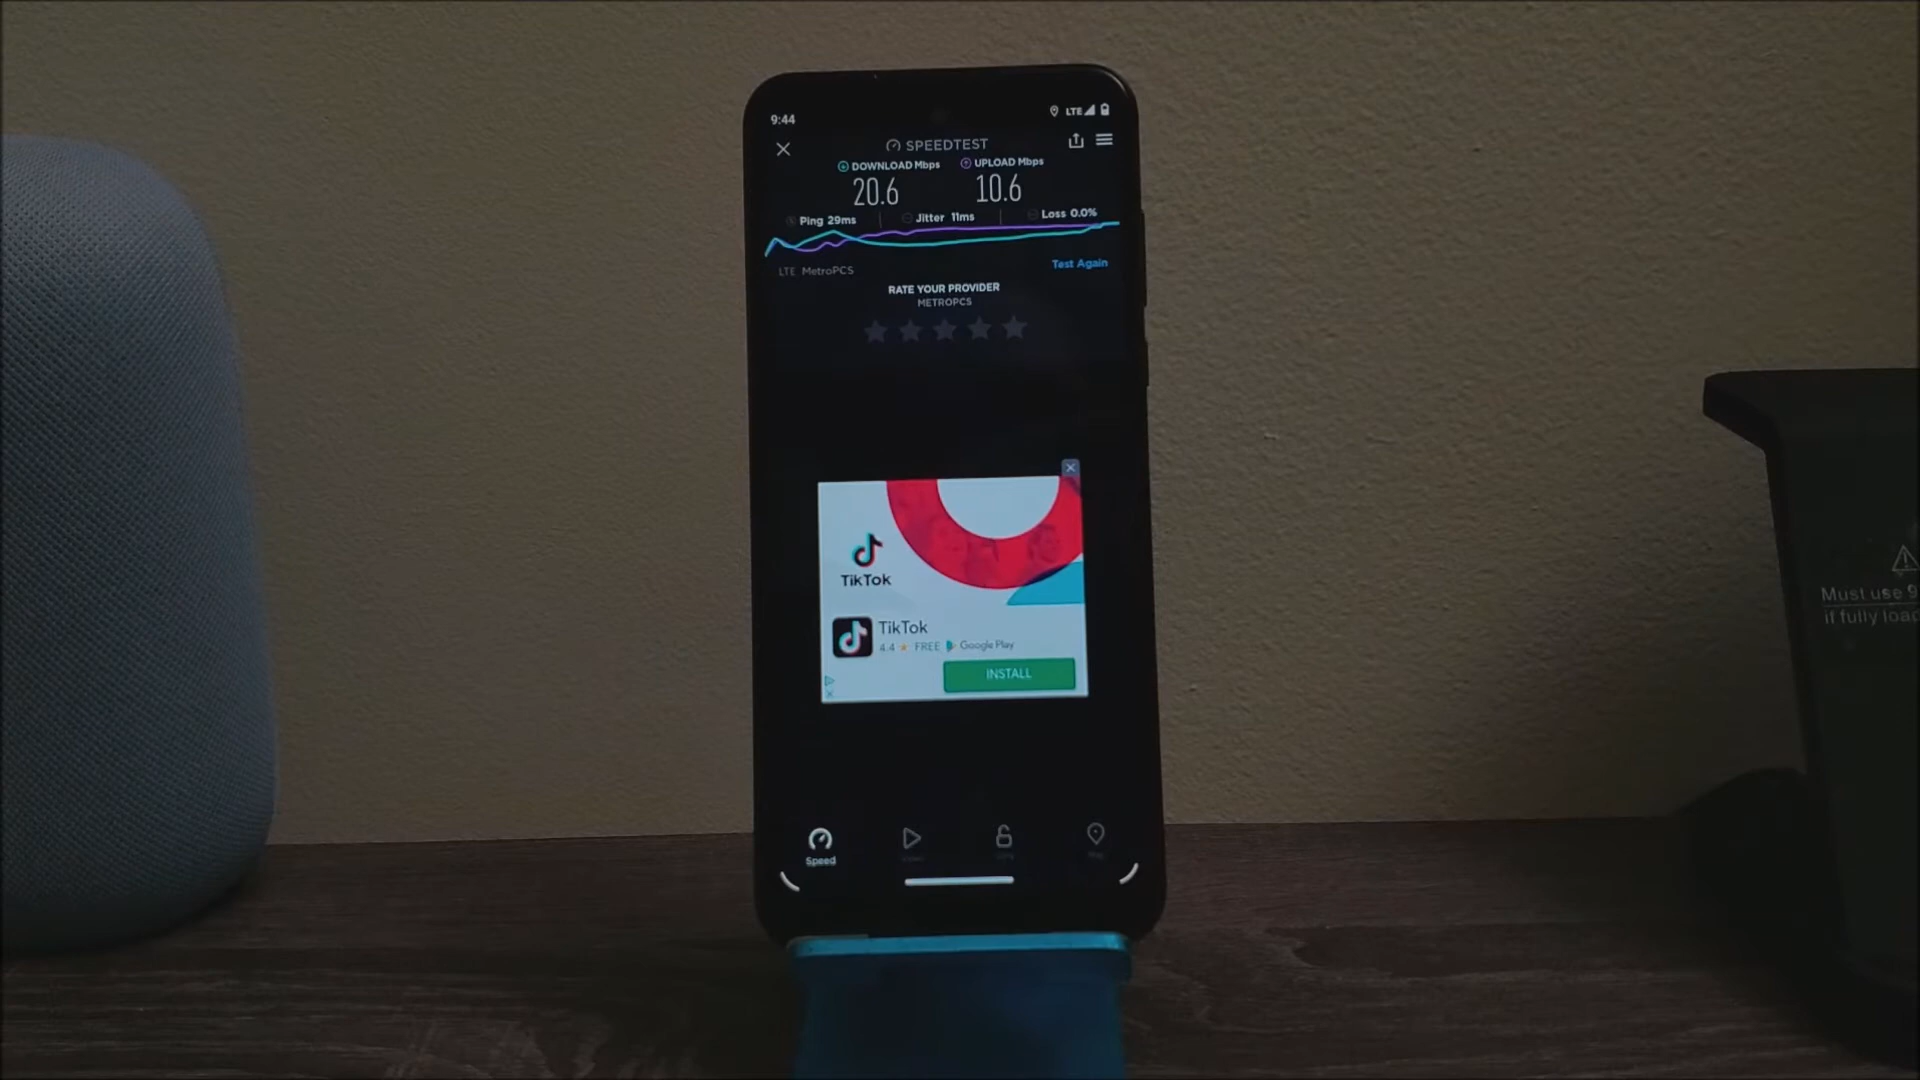 9:44
LTE
SPEEDTEST
DOWNLOAD Mbps
UPLOAD Mbps
20.6
10.6
Ping 29ms
Jitter 11ms
Loss 0.0%
LTE MetroPCS
Test Again
RATE YOUR PROVIDER
METROPCS
TikTok
TikTok
4.4 ★ FREE Google Play
INSTALL
Speed
Must use 9
if fully load